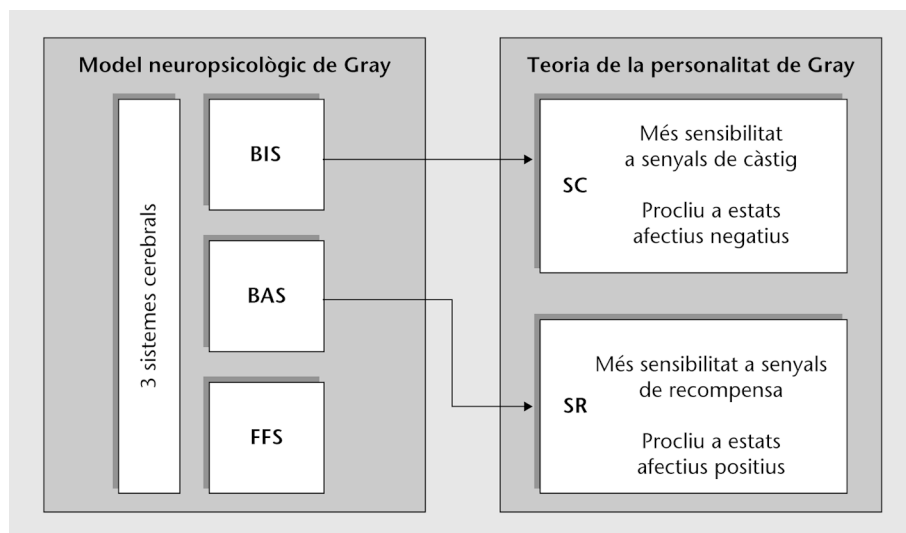 Model neuropsicològic de Gray
3 sistemes cerebrals
BIS
BAS
FFS
Teoria de la personalitat de Gray
SC
Més sensibilitat
a senyals de càstig
Procliu a estats
afectius negatius
SR
Més sensibilitat a senyals
de recompensa
Procliu a estats
afectius positius